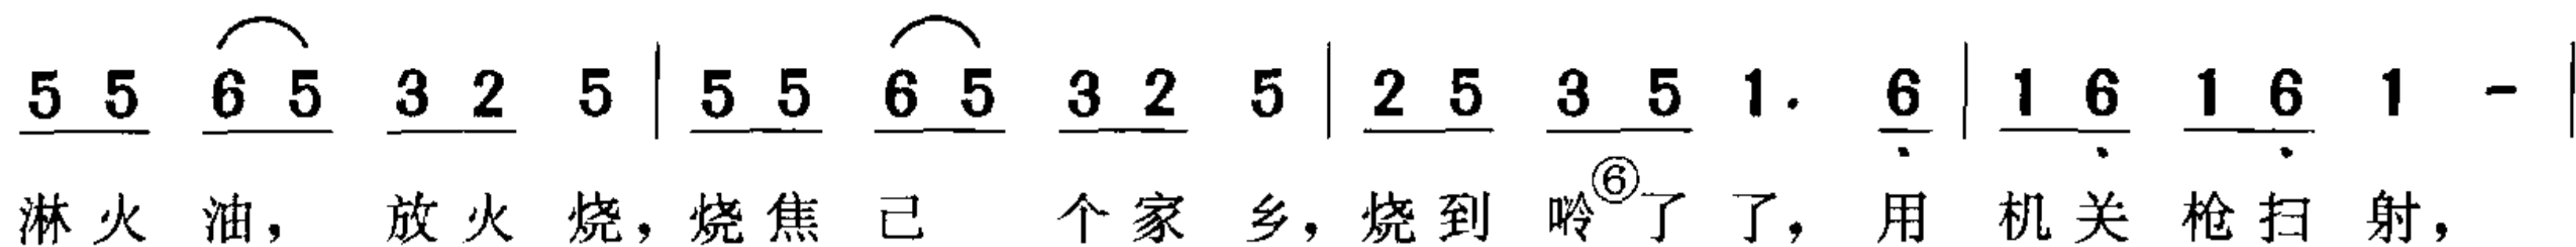 5 5 6 5 3 2 5 | 5 5 6 5 3 2 5 | 2 5 3 5 1. 6̣ | 1 6̣ 1 6̣ 1 - |
淋火油，放火烧，烧焦己个家乡，烧到呤⑥了了，用机关枪扫射，